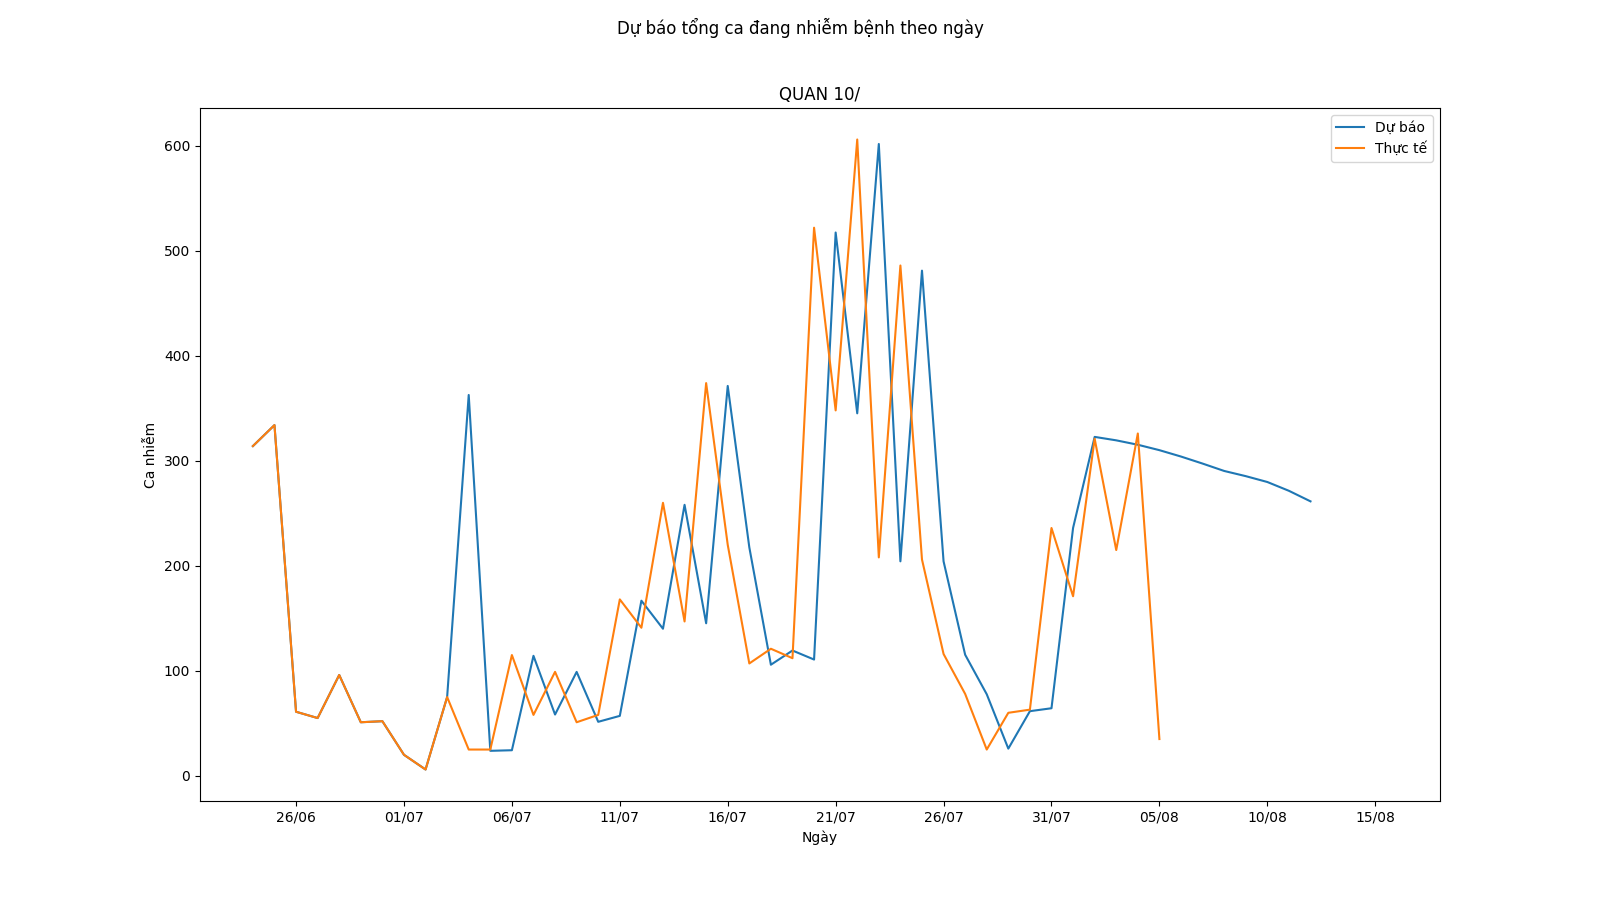 Dự báo tổng ca đang nhiễm bệnh theo ngày
QUAN 10/
Dự báo
Thực tế
600
500
400
300
200
100
0
Ca nhiễm
26/06 01/07 06/07 11/07 16/07 21/07 26/07 31/07 05/08 10/08 15/08
Ngày